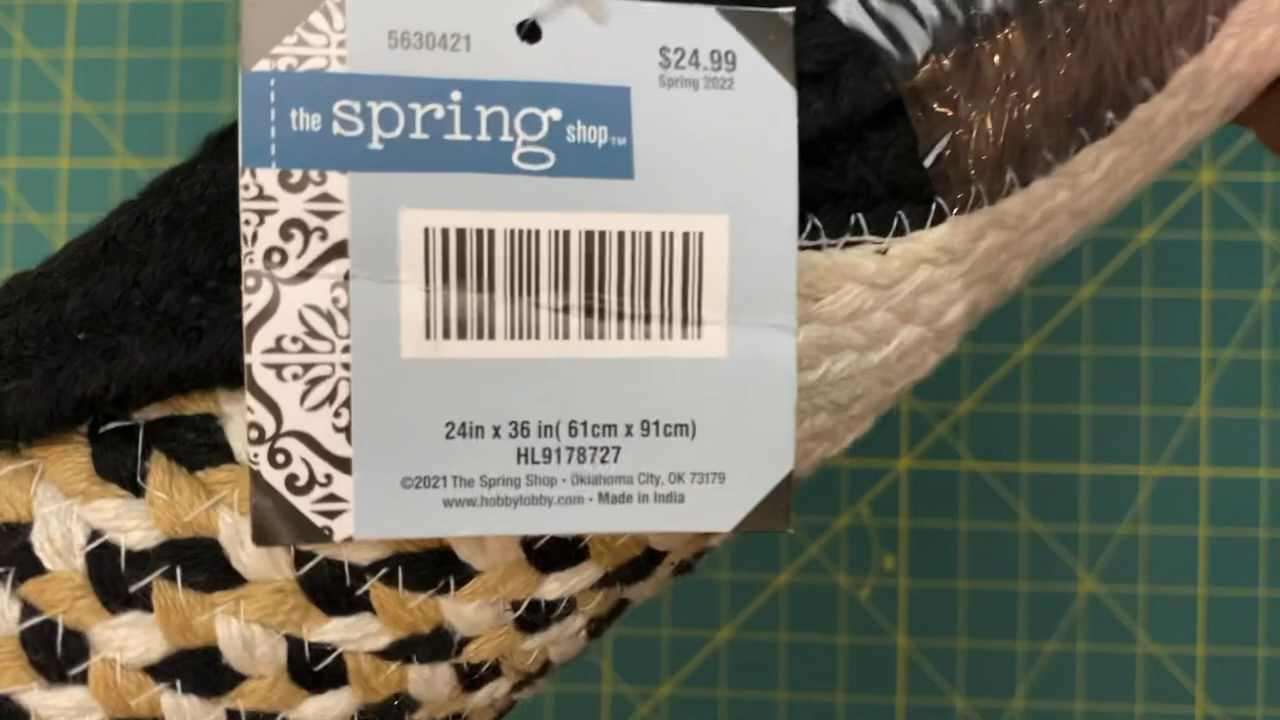 5630421
$24.99
Spring 2022
the spring shop™
24in x 36 in( 61cm x 91cm)
HL9178727
©2021 The Spring Shop • Oklahoma City, OK 73179
www.hobbylobby.com • Made in India